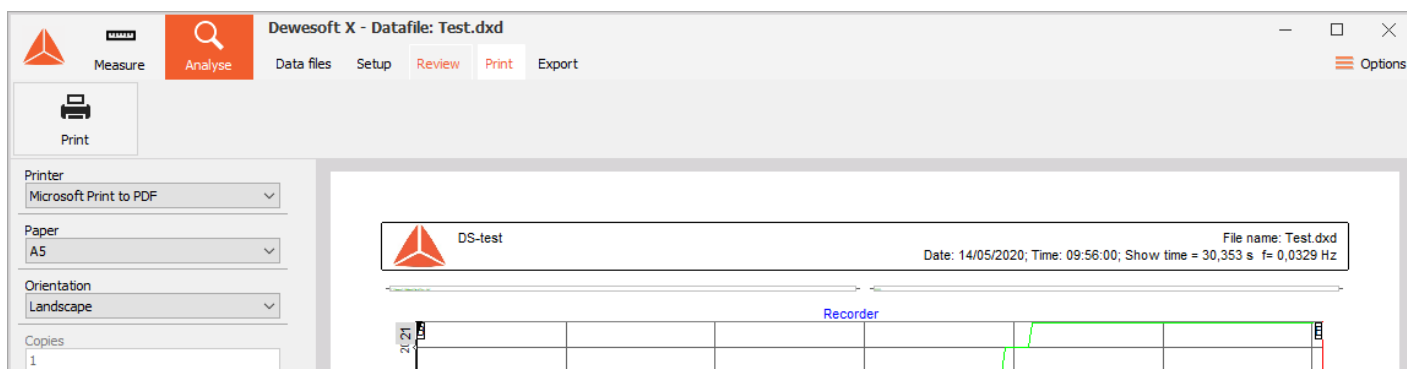 Dewesoft X - Datafile: Test.dxd
Measure
Analyse
Data files Setup Review Print Export
Options
Print
Printer
Microsoft Print to PDF
Paper
A5
Orientation
Landscape
Copies
1
DS-test
File name: Test.dxd
Date: 14/05/2020; Time: 09:56:00; Show time = 30,353 s f= 0,0329 Hz
Recorder
21
20